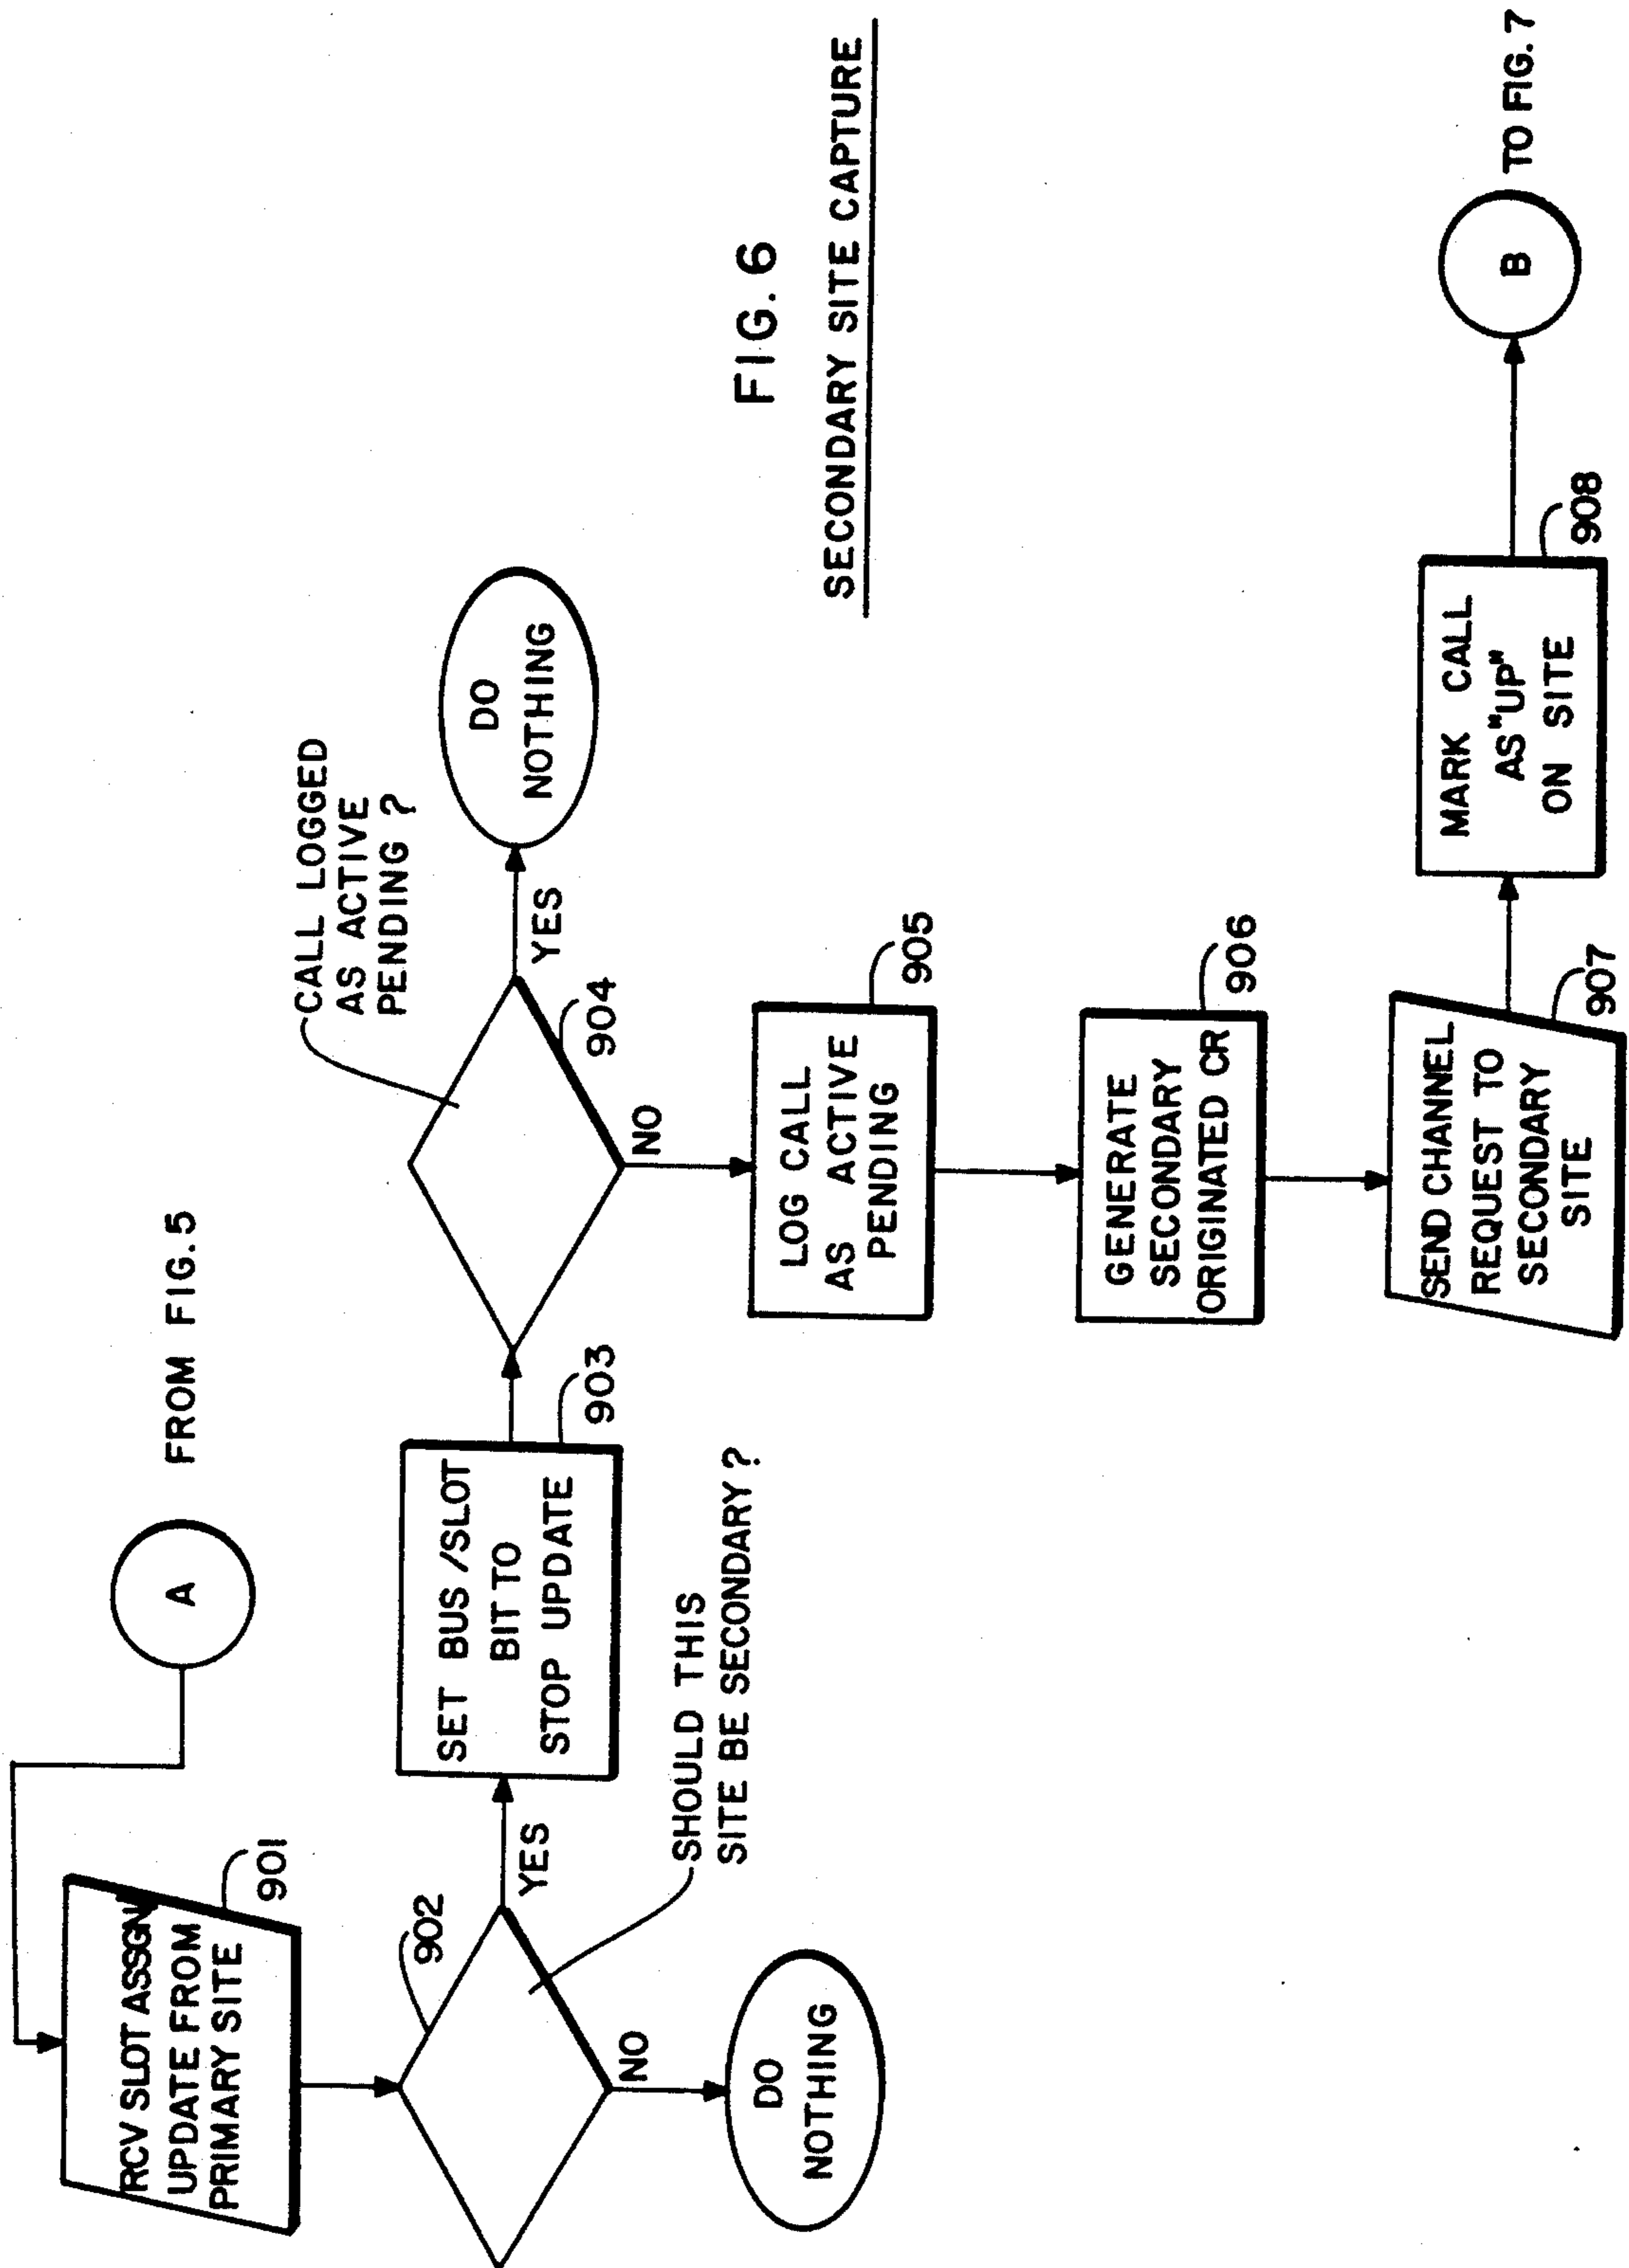 A
FROM FIG. 5
RCV SLOT ASSGN
UPDATE FROM
PRIMARY SITE
901
902
SHOULD THIS
SITE BE SECONDARY?
NO
DO
NOTHING
YES
SET BUS/SLOT
BIT TO
STOP UPDATE
903
CALL LOGGED
AS ACTIVE
PENDING ?
904
YES
DO
NOTHING
NO
LOG CALL
AS ACTIVE
PENDING
905
GENERATE
SECONDARY
ORIGINATED CR
906
SEND CHANNEL
REQUEST TO
SECONDARY
SITE
907
MARK CALL
AS "UP"
ON SITE
908
B
TO FIG. 7
FIG. 6
SECONDARY SITE CAPTURE